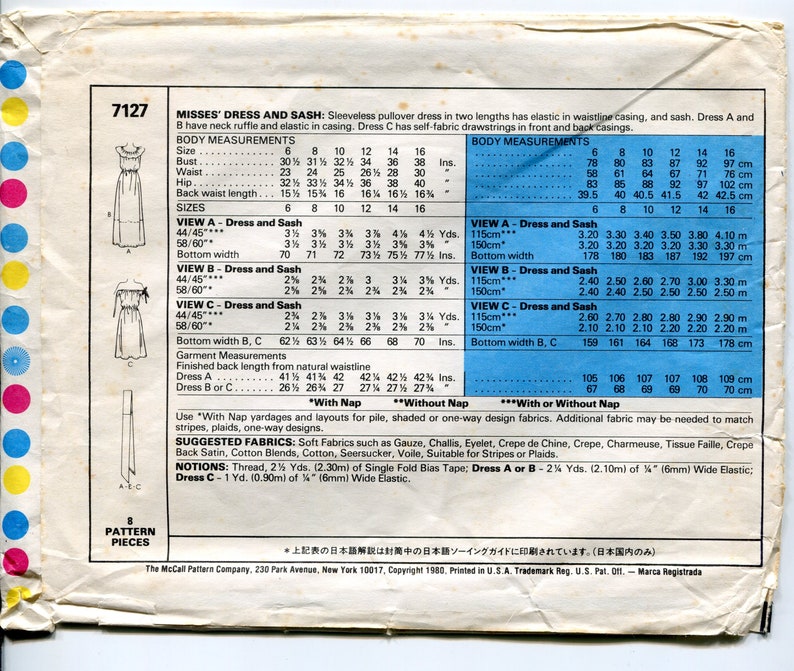 7127
B
A
C
A-E-C
8
PATTERN
PIECES
MISSES' DRESS AND SASH: Sleeveless pullover dress in two lengths has elastic in waistline casing, and sash. Dress A and
B have neck ruffle and elastic in casing. Dress C has self-fabric drawstrings in front and back casings.
BODY MEASUREMENTS BODY MEASUREMENTS
Size 6 8 10 12 14 16 6 8 10 12 14 16
Bust 30½ 31½ 32½ 34 36 38 Ins. 78 80 83 87 92 97 cm
Waist 23 24 25 26½ 28 30 " 58 61 64 67 71 76 cm
Hip 32½ 33½ 34½ 36 38 40 " 83 85 88 92 97 102 cm
Back waist length 15½ 15¾ 16 16¼ 16½ 16¾ " 39.5 40 40.5 41.5 42 42.5 cm
SIZES 6 8 10 12 14 16 6 8 10 12 14 16
VIEW A - Dress and Sash VIEW A - Dress and Sash
44/45"*** 3½ 3⅝ 3¾ 3⅞ 4⅛ 4½ Yds. 115cm*** 3.20 3.30 3.40 3.50 3.80 4.10 m
58/60"* 3½ 3½ 3½ 3½ 3⅝ 3⅝ " 150cm* 3.20 3.20 3.20 3.20 3.30 3.30 m
Bottom width 70 71 72 73½ 75½ 77½ Ins. Bottom width 178 180 183 187 192 197 cm
VIEW B - Dress and Sash VIEW B - Dress and Sash
44/45"*** 2⅝ 2¾ 2⅞ 3 3¼ 3⅝ Yds. 115cm*** 2.40 2.50 2.60 2.70 3.00 3.30 m
58/60"* 2⅝ 2⅝ 2¾ 2¾ 2¾ 2¾ " 150cm* 2.40 2.40 2.50 2.50 2.50 2.50 m
VIEW C - Dress and Sash VIEW C - Dress and Sash
44/45"*** 2¾ 2⅞ 3⅛ 3⅛ 3⅛ 3¼ Yds. 115cm*** 2.60 2.70 2.80 2.80 2.90 2.90 m
58/60"* 2¼ 2⅜ 2⅜ 2⅜ 2⅜ 2⅜ " 150cm* 2.10 2.10 2.20 2.20 2.20 2.20 m
Bottom width B, C 62½ 63½ 64½ 66 68 70 Ins. Bottom width B, C 159 161 164 168 173 178 cm
Garment Measurements
Finished back length from natural waistline
Dress A 41½ 41¾ 42 42¼ 42½ 42¾ Ins. 105 106 107 107 108 109 cm
Dress B or C 26½ 26¾ 27 27¼ 27½ 27¾ " 67 68 69 69 70 70 cm
*With Nap **Without Nap ***With or Without Nap
Use *With Nap yardages and layouts for pile, shaded or one-way design fabrics. Additional fabric may be needed to match
stripes, plaids, one-way designs.
SUGGESTED FABRICS: Soft Fabrics such as Gauze, Challis, Eyelet, Crepe de Chine, Crepe, Charmeuse, Tissue Faille, Crepe
Back Satin, Cotton Blends, Cotton, Seersucker, Voile, Suitable for Stripes or Plaids.
NOTIONS: Thread, 2½ Yds. (2.30m) of Single Fold Bias Tape; Dress A or B - 2¼ Yds. (2.10m) of ¼" (6mm) Wide Elastic;
Dress C - 1 Yd. (0.90m) of ¼" (6mm) Wide Elastic.
*上記表の日本語解説は封筒中の日本語ソーイングガイドに印刷されています。(日本国内のみ)
The McCall Pattern Company, 230 Park Avenue, New York 10017, Copyright 1980, Printed in U.S.A. Trademark Reg. U.S. Pat. Off. — Marca Registrada